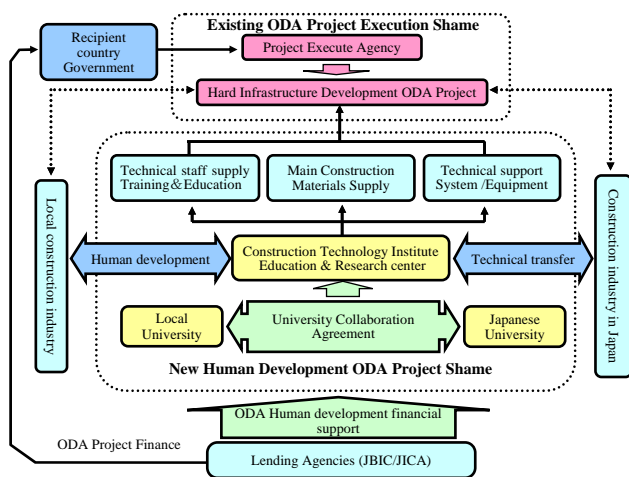 Existing ODA Project Execution Shame
Recipient
country
Government
Project Execute Agency
Hard Infrastructure Development ODA Project
Technical staff supply
Training＆Education
Main Construction
Materials Supply
Technical support
System /Equipment
Local construction industry
Construction industry in Japan
Human development
Construction Technology Institute
Education & Research center
Technical transfer
Local
University
University Collaboration
Agreement
Japanese
University
New Human Development ODA Project Shame
ODA Human development financial
support
ODA Project Finance
Lending Agencies (JBIC/JICA)